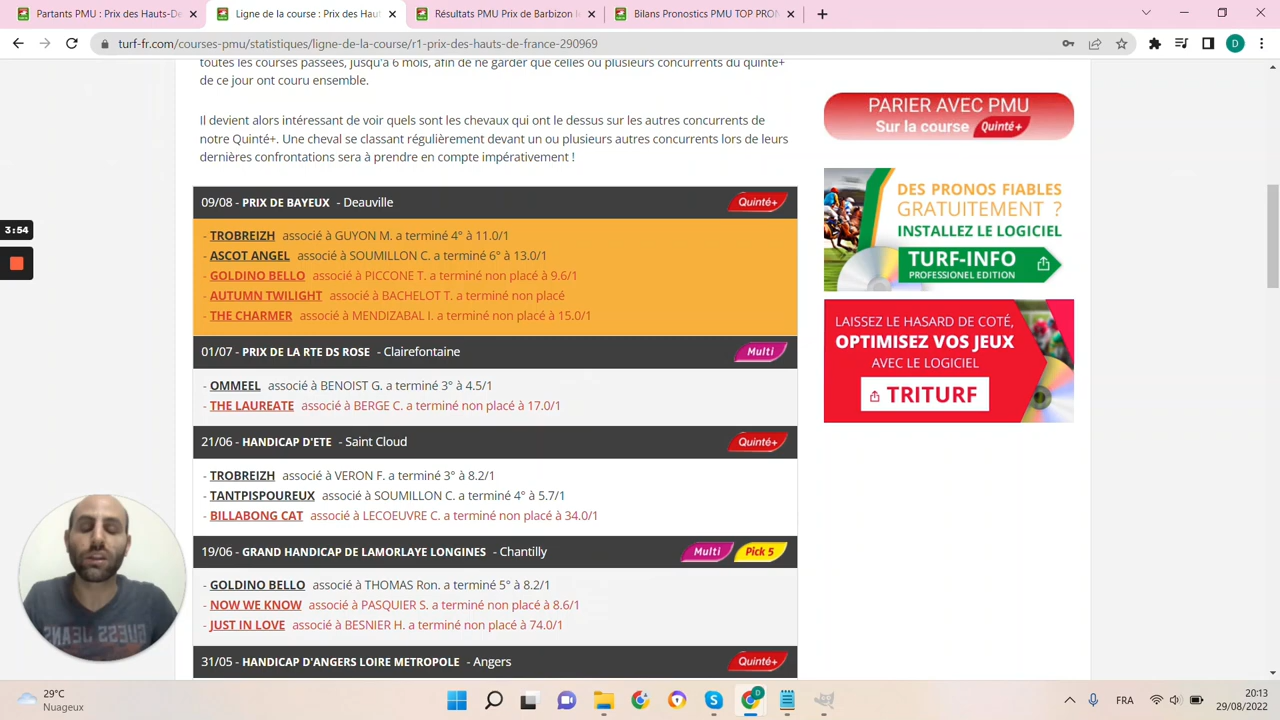 Partants PMU : Prix des Hauts-De
Ligne de la course : Prix des Haut
Résultats PMU Prix de Barbizon
Bilans Pronostics PMU TOP PRON
turf-fr.com/courses-pmu/statistiques/ligne-de-la-course/r1-prix-des-hauts-de-france-290969
D
toutes les courses passées, jusqu'a 6 mois, afin de ne garder que celles ou plusieurs concurrents du quinte+
de ce jour ont couru ensemble.
Il devient alors intéressant de voir quels sont les chevaux qui ont le dessus sur les autres concurrents de
notre Quinté+. Une cheval se classant régulièrement devant un ou plusieurs autres concurrents lors de leurs
dernières confrontations sera à prendre en compte impérativement !
09/08 - PRIX DE BAYEUX - Deauville Quinté+
- TROBREIZH associé à GUYON M. a terminé 4° à 11.0/1
- ASCOT ANGEL associé à SOUMILLON C. a terminé 6° à 13.0/1
- GOLDINO BELLO associé à PICCONE T. a terminé non placé à 9.6/1
- AUTUMN TWILIGHT associé à BACHELOT T. a terminé non placé
- THE CHARMER associé à MENDIZABAL I. a terminé non placé à 15.0/1
01/07 - PRIX DE LA RTE DS ROSE - Clairefontaine Multi
- OMMEEL associé à BENOIST G. a terminé 3° à 4.5/1
- THE LAUREATE associé à BERGE C. a terminé non placé à 17.0/1
21/06 - HANDICAP D'ETE - Saint Cloud Quinté+
- TROBREIZH associé à VERON F. a terminé 3° à 8.2/1
- TANTPISPOUREUX associé à SOUMILLON C. a terminé 4° à 5.7/1
- BILLABONG CAT associé à LECOEUVRE C. a terminé non placé à 34.0/1
19/06 - GRAND HANDICAP DE LAMORLAYE LONGINES - Chantilly Multi Pick 5
- GOLDINO BELLO associé à THOMAS Ron. a terminé 5° à 8.2/1
- NOW WE KNOW associé à PASQUIER S. a terminé non placé à 8.6/1
- JUST IN LOVE associé à BESNIER H. a terminé non placé à 74.0/1
31/05 - HANDICAP D'ANGERS LOIRE METROPOLE - Angers Quinté+
PARIER AVEC PMU
Sur la course Quinté+
DES PRONOS FIABLES
GRATUITEMENT ?
INSTALLEZ LE LOGICIEL
TURF-INFO
PROFESSIONEL EDITION
LAISSEZ LE HASARD DE COTÉ,
OPTIMISEZ VOS JEUX
AVEC LE LOGICIEL
TRITURF
3:54
GUESS JEANS
29°C
Nuageux
D
FRA
20:13
29/08/2022